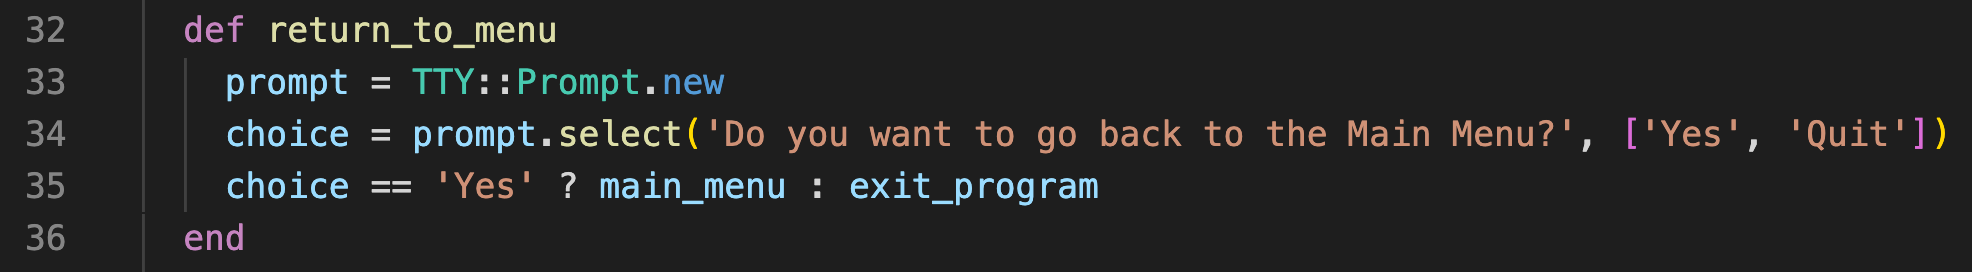 32 def return_to_menu
33 prompt = TTY::Prompt.new
34 choice = prompt.select('Do you want to go back to the Main Menu?', ['Yes', 'Quit'])
35 choice == 'Yes' ? main_menu : exit_program
36 end